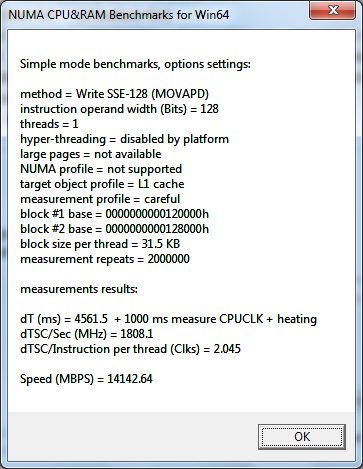 NUMA CPU&RAM Benchmarks for Win64
Simple mode benchmarks, options settings:
method = Write SSE-128 (MOVAPD)
instruction operand width (Bits) = 128
threads = 1
hyper-threading = disabled by platform
large pages = not available
NUMA profile = not supported
target object profile = L1 cache
measurement profile = careful
block #1 base = 0000000000120000h
block #2 base = 0000000000128000h
block size per thread = 31.5 KB
measurement repeats = 2000000
measurements results:
dT (ms) = 4561.5  + 1000 ms measure CPUCLK + heating
dTSC/Sec (MHz) = 1808.1
dTSC/Instruction per thread (Clks) = 2.045
Speed (MBPS) = 14142.64
OK